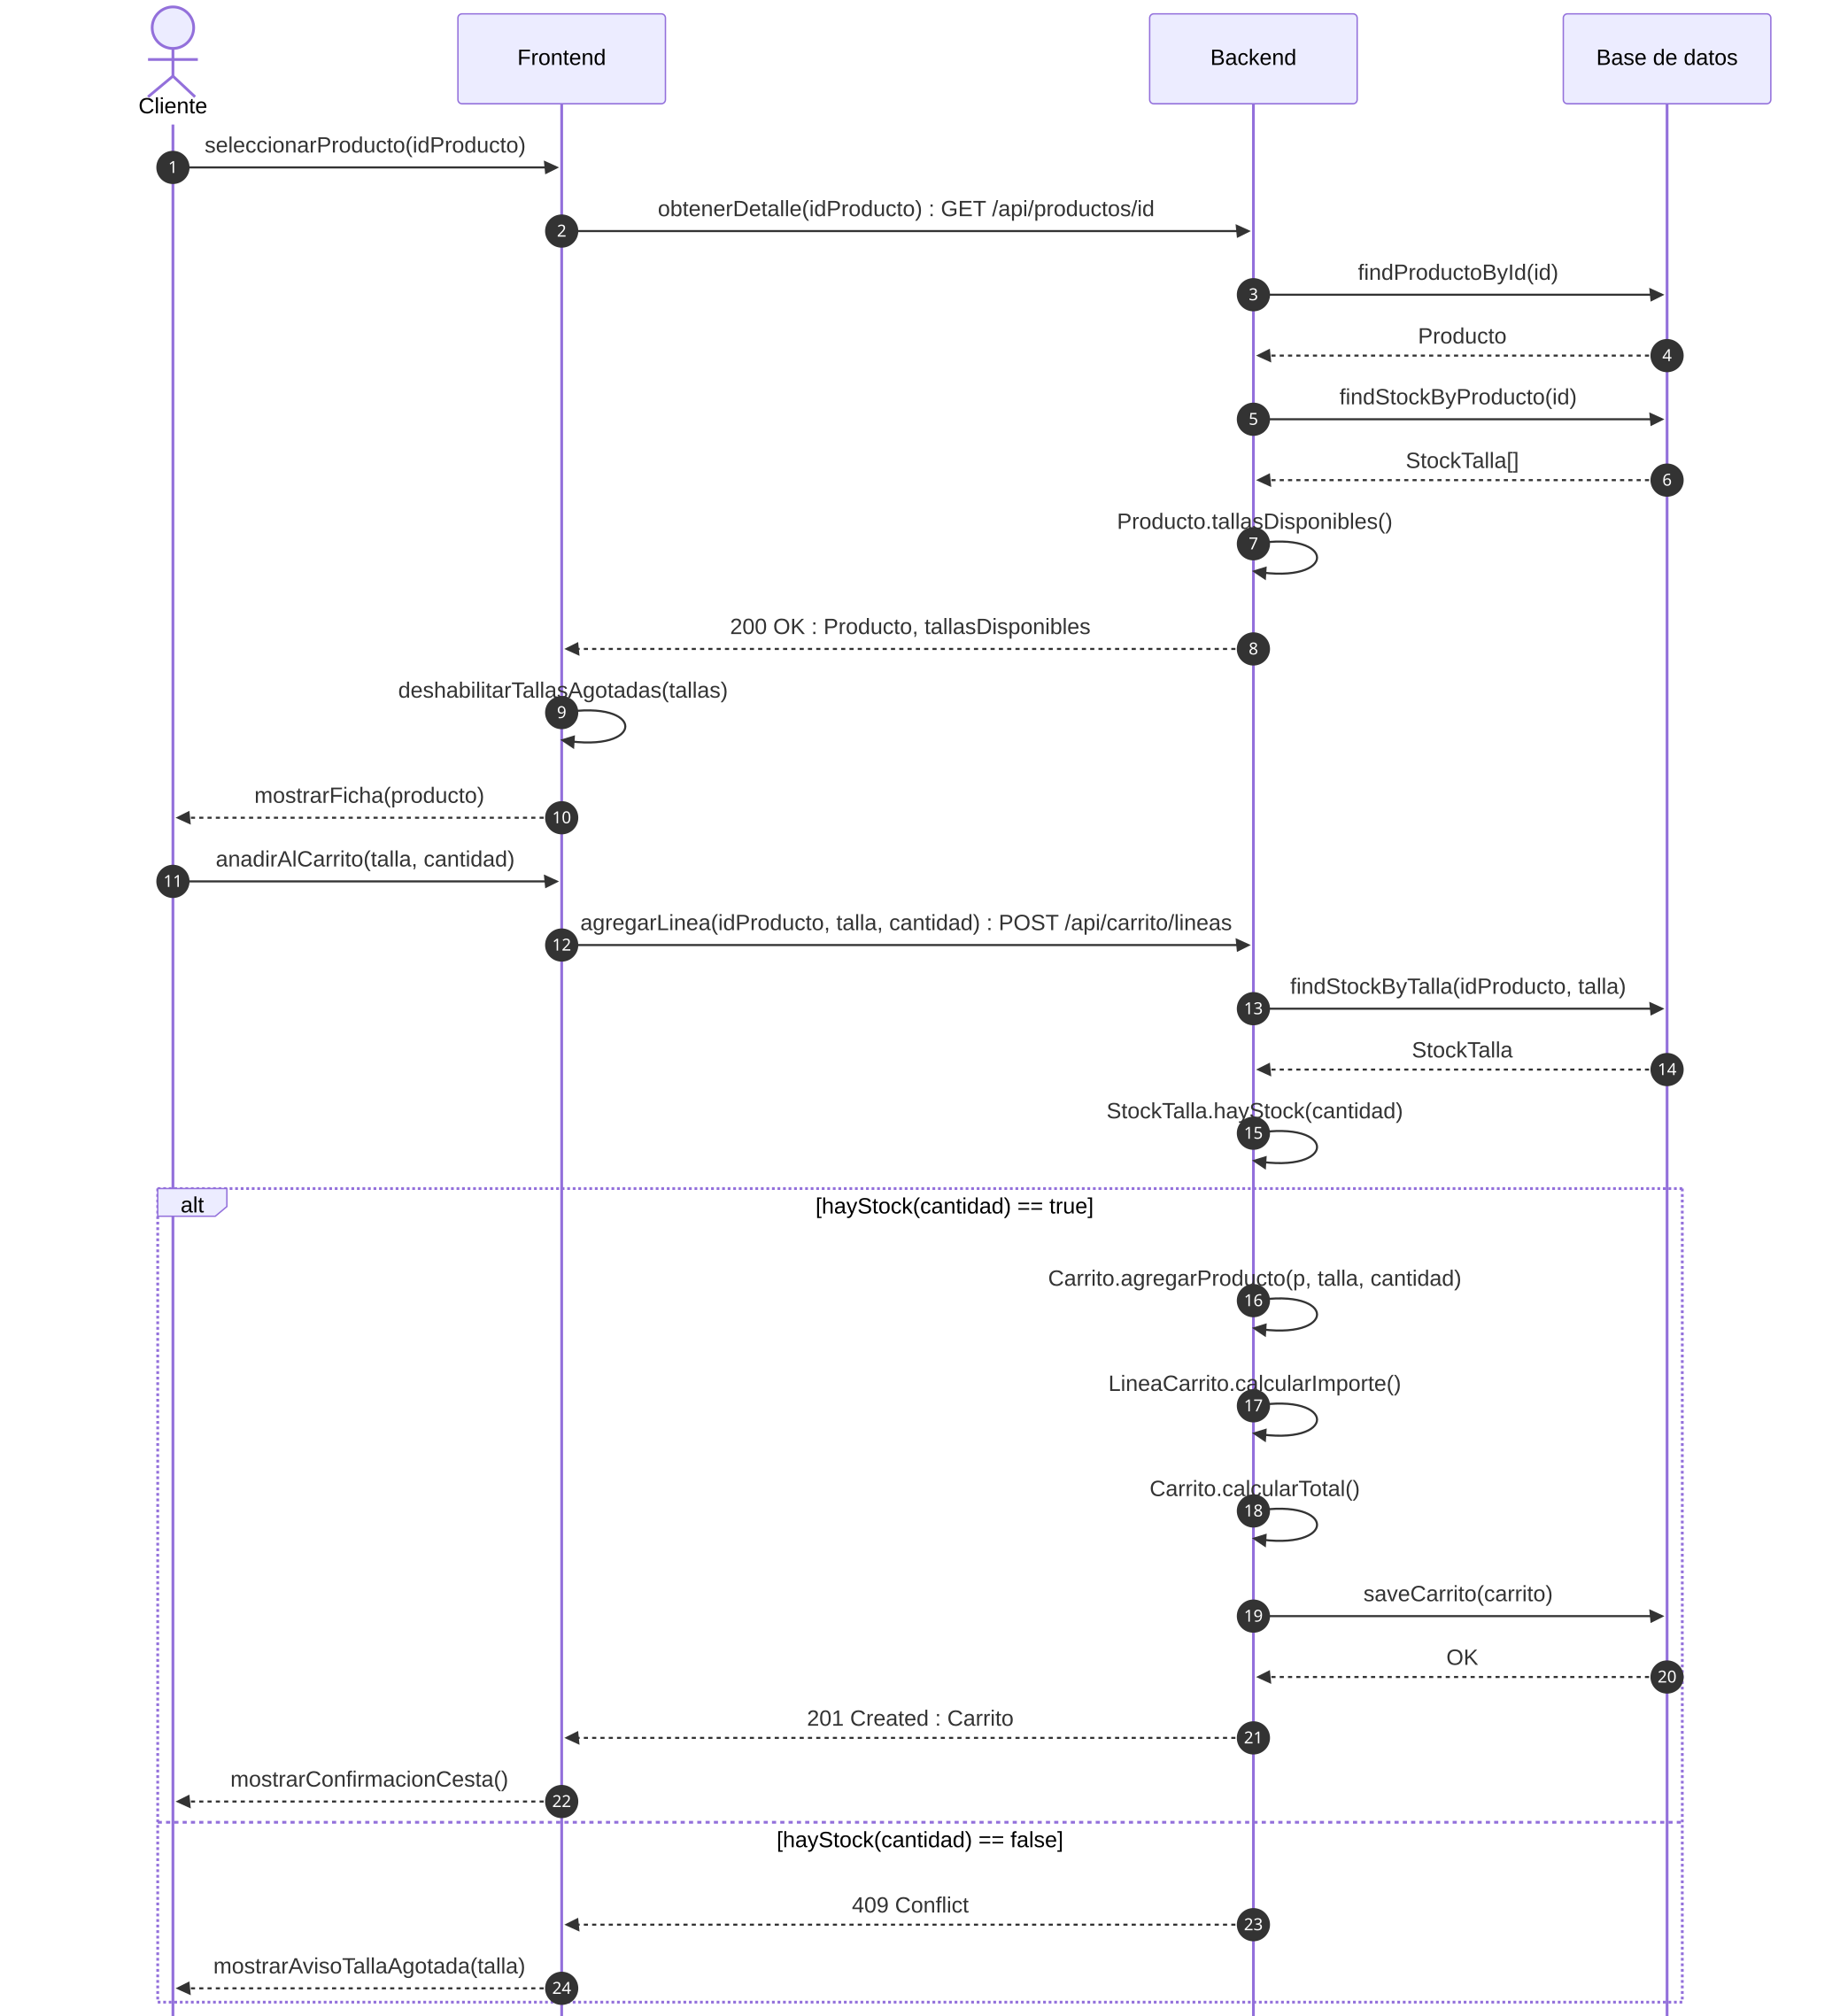 Cliente
Frontend
Backend
Base de datos
seleccionarProducto(idProducto)
1
obtenerDetalle(idProducto) : GET /api/productos/id
2
findProductoById(id)
3
Producto
4
findStockByProducto(id)
5
StockTalla[]
6
Producto.tallasDisponibles()
7
200 OK : Producto, tallasDisponibles
8
deshabilitarTallasAgotadas(tallas)
9
mostrarFicha(producto)
10
anadirAlCarrito(talla, cantidad)
11
agregarLinea(idProducto, talla, cantidad) : POST /api/carrito/lineas
12
findStockByTalla(idProducto, talla)
13
StockTalla
14
StockTalla.hayStock(cantidad)
15
alt
[hayStock(cantidad) == true]
Carrito.agregarProducto(p, talla, cantidad)
16
LineaCarrito.calcularImporte()
17
Carrito.calcularTotal()
18
saveCarrito(carrito)
19
OK
20
201 Created : Carrito
21
mostrarConfirmacionCesta()
22
[hayStock(cantidad) == false]
409 Conflict
23
mostrarAvisoTallaAgotada(talla)
24